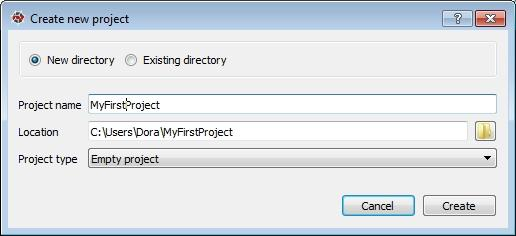 Create new project
New directory Existing directory
Project name MyFirstProject
Location C:\Users\Dora\MyFirstProject
Project type Empty project
Cancel Create